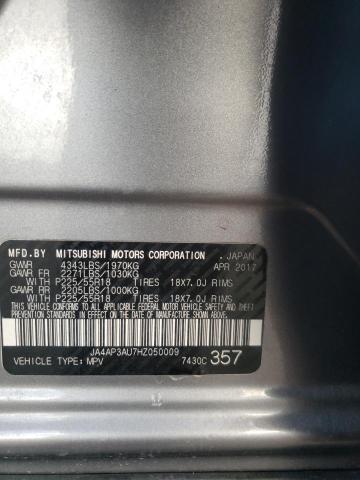 MFD.BY MITSUBISHI MOTORS CORPORATION, JAPAN
GVWR 4343LBS/1970KG APR 2017
GAWR FR 2271LBS/1030KG
WITH P225/55R18 TIRES 18X7.0J RIMS
GAWR RR 2205LBS/1000KG
WITH P225/55R18 TIRES 18X7.0J RIMS
THIS VEHICLE CONFORMS TO ALL APPLICABLE FEDERAL MOTOR VEHICLE SAFETY AND THEFT
PREVENTION STANDARDS IN EFFECT ON THE DATE OF MANUFACTURE SHOWN ABOVE.
JA4AP3AU7HZ050009
VEHICLE TYPE: MPV 7430C 357